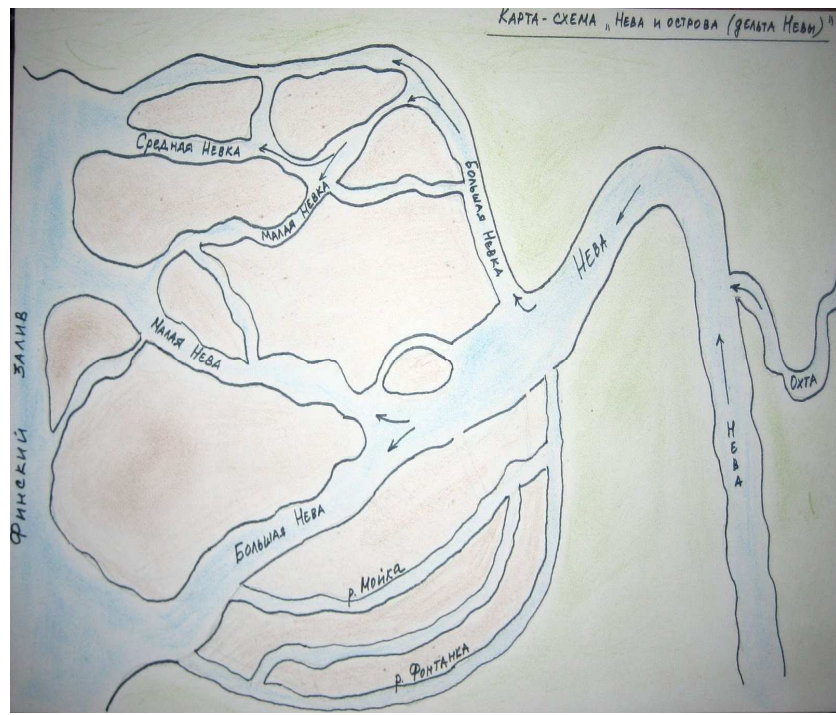 Карта-схема „Нева и острова (дельта Невы)"
Средная Невка
Большая Невка
Малая Невка
Нева
Малая Нева
Охта
Финский залив
Нева
Большая Нева
р. Мойка
р. Фонтанка